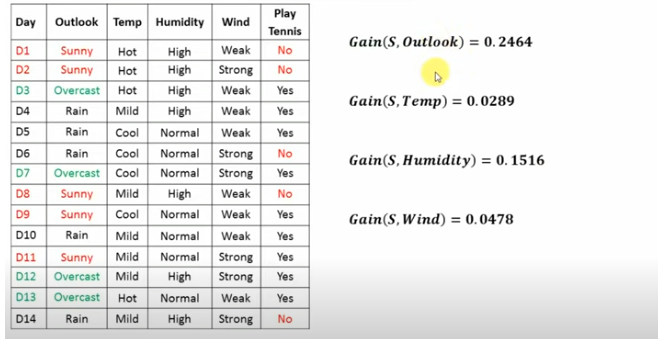 Day Outlook Temp Humidity Wind Play Tennis
D1 Sunny Hot High Weak No
D2 Sunny Hot High Strong No
D3 Overcast Hot High Weak Yes
D4 Rain Mild High Weak Yes
D5 Rain Cool Normal Weak Yes
D6 Rain Cool Normal Strong No
D7 Overcast Cool Normal Strong Yes
D8 Sunny Mild High Weak No
D9 Sunny Cool Normal Weak Yes
D10 Rain Mild Normal Weak Yes
D11 Sunny Mild Normal Strong Yes
D12 Overcast Mild High Strong Yes
D13 Overcast Hot Normal Weak Yes
D14 Rain Mild High Strong No
Gain(S, Outlook) = 0.2464
Gain(S, Temp) = 0.0289
Gain(S, Humidity) = 0.1516
Gain(S, Wind) = 0.0478